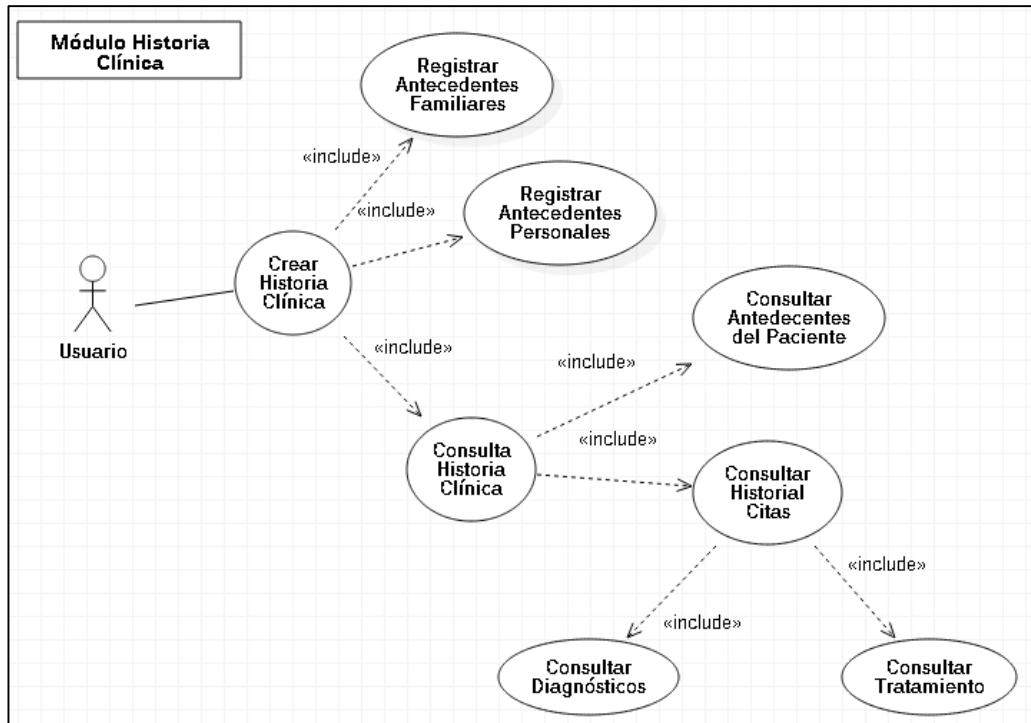 Módulo Historia
Clínica
Registrar
Antecedentes
Familiares
«include»
«include»
Registrar
Antecedentes
Personales
Crear
Historia
Clínica
Usuario
Consultar
Antedecentes
del Paciente
«include»
«include»
«include»
Consulta
Historia
Clínica
Consultar
Historial
Citas
«include»
«include»
Consultar
Diagnósticos
Consultar
Tratamiento